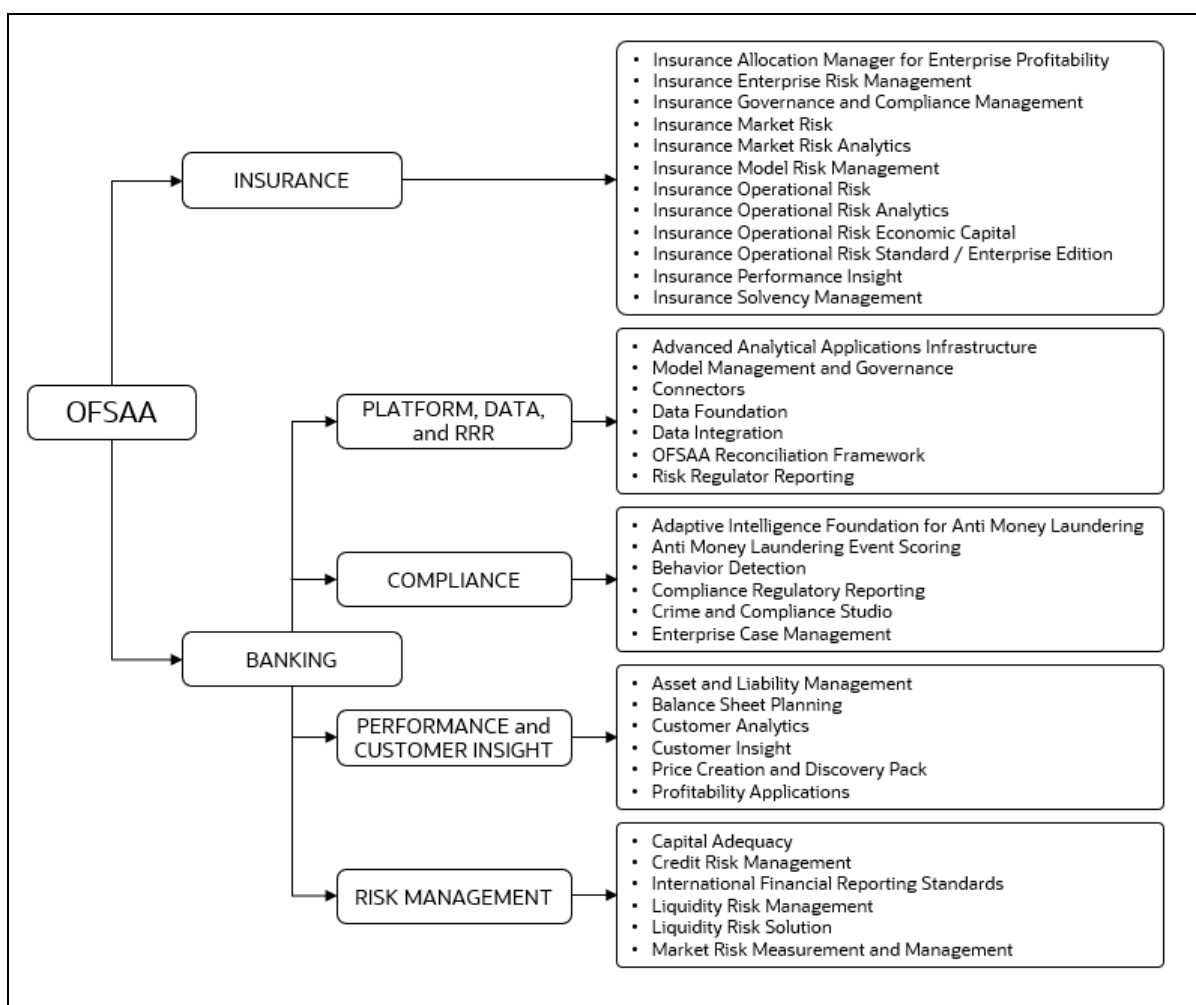 OFSAA
INSURANCE
• Insurance Allocation Manager for Enterprise Profitability
• Insurance Enterprise Risk Management
• Insurance Governance and Compliance Management
• Insurance Market Risk
• Insurance Market Risk Analytics
• Insurance Model Risk Management
• Insurance Operational Risk
• Insurance Operational Risk Analytics
• Insurance Operational Risk Economic Capital
• Insurance Operational Risk Standard / Enterprise Edition
• Insurance Performance Insight
• Insurance Solvency Management
BANKING
PLATFORM, DATA,
and RRR
• Advanced Analytical Applications Infrastructure
• Model Management and Governance
• Connectors
• Data Foundation
• Data Integration
• OFSAA Reconciliation Framework
• Risk Regulator Reporting
COMPLIANCE
• Adaptive Intelligence Foundation for Anti Money Laundering
• Anti Money Laundering Event Scoring
• Behavior Detection
• Compliance Regulatory Reporting
• Crime and Compliance Studio
• Enterprise Case Management
PERFORMANCE and
CUSTOMER INSIGHT
• Asset and Liability Management
• Balance Sheet Planning
• Customer Analytics
• Customer Insight
• Price Creation and Discovery Pack
• Profitability Applications
RISK MANAGEMENT
• Capital Adequacy
• Credit Risk Management
• International Financial Reporting Standards
• Liquidity Risk Management
• Liquidity Risk Solution
• Market Risk Measurement and Management